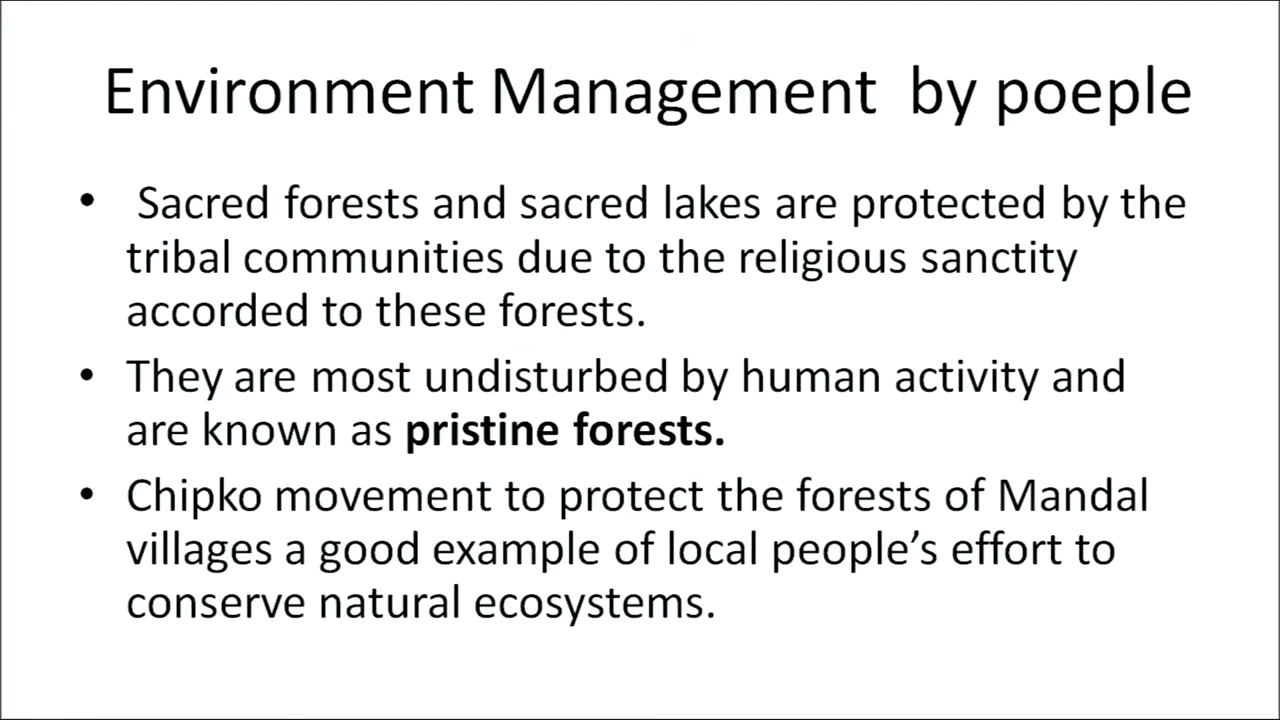 Environment Management  by poeple
• Sacred forests and sacred lakes are protected by the
tribal communities due to the religious sanctity
accorded to these forests.
• They are most undisturbed by human activity and
are known as pristine forests.
• Chipko movement to protect the forests of Mandal
villages a good example of local people’s effort to
conserve natural ecosystems.